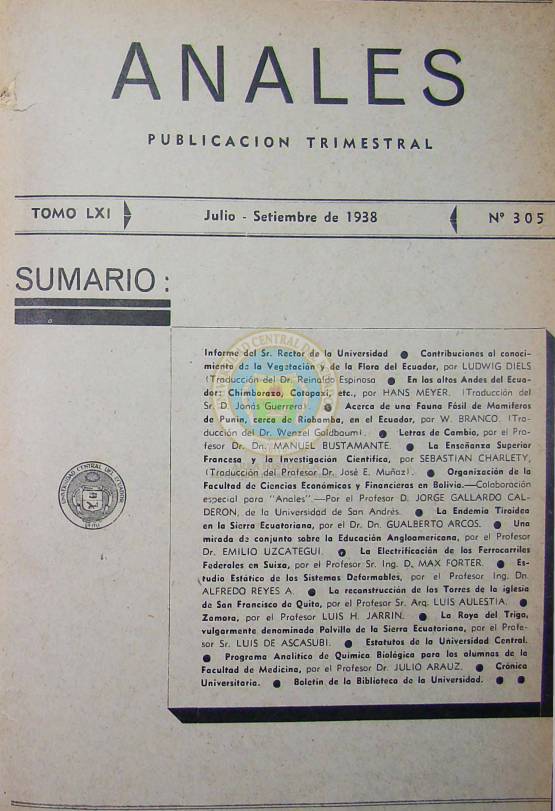 ANALES
PUBLICACION TRIMESTRAL
TOMO LXI Julio - Setiembre de 1938 Nº 305
SUMARIO :
Informe del Sr. Rector de la Universidad ● Contribuciones al conoci-
miento de la Vegetación y de la Flora del Ecuador, por LUDWIG DIELS
(Traducción del Dr. Reinaldo Espinosa ● En los altos Andes del Ecua-
dor: Chimborazo, Cotopaxi, etc., por HANS MEYER. (Traducción del
Sr. D. Jonás Guerrero). ● Acerca de una Fauna Fósil de Mamíferos
de Punin, cerca de Riobamba, en el Ecuador, por W. BRANCO. (Tra-
ducción del Dr. Wenzel Goldbaum). ● Letras de Cambio, por el Pro-
fesor Dr. Dn. MANUEL BUSTAMANTE. ● La Enseñanza Superior
Francesa y la Investigación Científica, por SEBASTIAN CHARLETY,
(Traducción del Profesor Dr. José E. Muñoz). ● Organización de la
Facultad de Ciencias Económicas y Financieras en Bolivia.—Colaboración
especial para "Anales".—Por el Profesor D. JORGE GALLARDO CAL-
DERON, de la Universidad de San Andrés. ● La Endemia Tiroidea
en la Sierra Ecuatoriana, por el Dr. Dn. GUALBERTO ARCOS. ● Una
mirada de conjunto sobre la Educación Angloamericana, por el Profesor
Dr. EMILIO UZCATEGUI. ● La Electrificación de los Ferrocarriles
Federales en Suiza, por el Profesor Sr. Ing. D. MAX FORTER. ● Es-
tudio Estático de los Sistemas Deformables, por el Profesor Ing. Dn.
ALFREDO REYES A. ● La reconstrucción de las Torres de la iglesia
de San Francisco de Quito, por el Profesor Sr. Arq. LUIS AULESTIA. ●
Zamora, por el Profesor LUIS H. JARRIN. ● La Roya del Trigo,
vulgarmente denominada Polvillo de la Sierra Ecuatoriana, por el Profe-
sor Sr. LUIS DE ASCASUBI. ● Estatutos de la Universidad Central.
● Programa Analítico de Química Biológica para los alumnos de la
Facultad de Medicina, por el Profesor Dr. JULIO ARAUZ. ● Crónica
Universitaria. ● Boletín de la Biblioteca de la Universidad. ● ●
UNIVERSIDAD CENTRAL DEL ECUADOR
QUITO